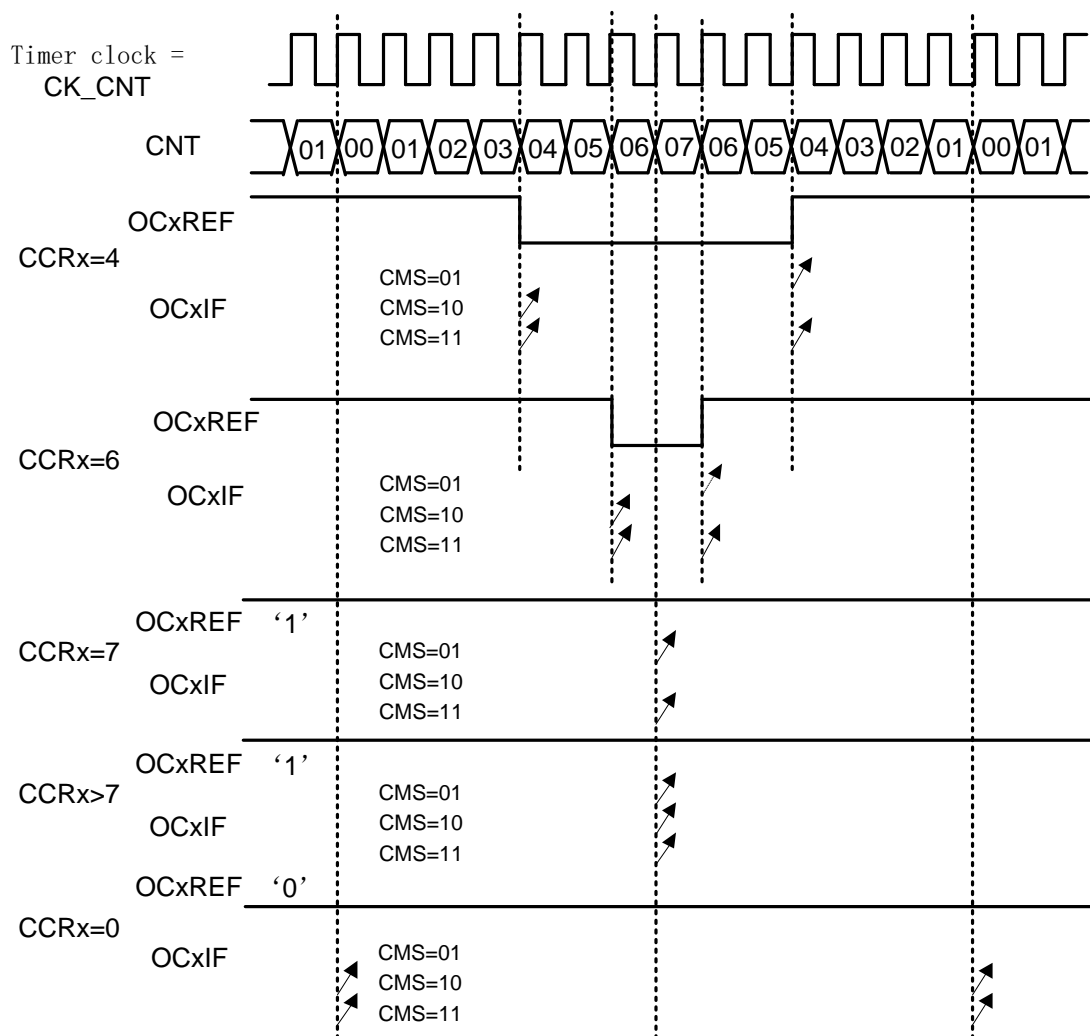 Timer clock =
CK_CNT
CNT 01 00 01 02 03 04 05 06 07 06 05 04 03 02 01 00 01
OCxREF
CCRx=4
CMS=01
OCxIF CMS=10
CMS=11
OCxREF
CCRx=6
CMS=01
OCxIF
CMS=10
CMS=11
OCxREF ‘1’
CCRx=7 CMS=01
OCxIF CMS=10
CMS=11
OCxREF ‘1’
CCRx>7 CMS=01
OCxIF CMS=10
CMS=11
OCxREF ‘0’
CCRx=0
OCxIF CMS=01
CMS=10
CMS=11